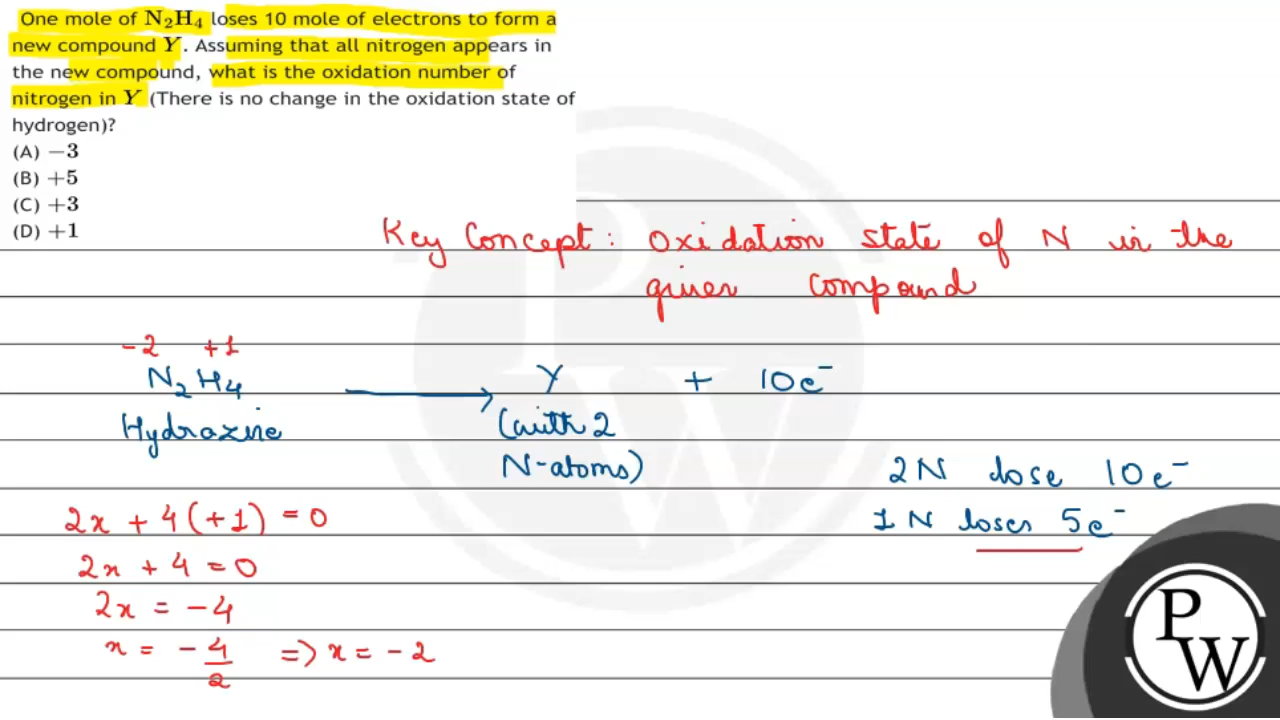 One mole of N₂H₄ loses 10 mole of electrons to form a
new compound Y. Assuming that all nitrogen appears in
the new compound, what is the oxidation number of
nitrogen in Y (There is no change in the oxidation state of
hydrogen)?
(A) −3
(B) +5
(C) +3
(D) +1
Key Concept: Oxidation state of N in the
given compound
-2 +1
N₂H₄ → Y + 10e⁻
Hydrazine (with 2
N-atoms)
2N lose 10e⁻
1N loses 5e⁻
2x + 4(+1) = 0
2x + 4 = 0
2x = -4
x = -4/2 => x = -2
PW
PW